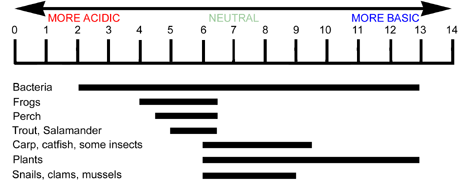 MORE ACIDIC NEUTRAL MORE BASIC
0 1 2 3 4 5 6 7 8 9 10 11 12 13 14
Bacteria
Frogs
Perch
Trout, Salamander
Carp, catfish, some insects
Plants
Snails, clams, mussels